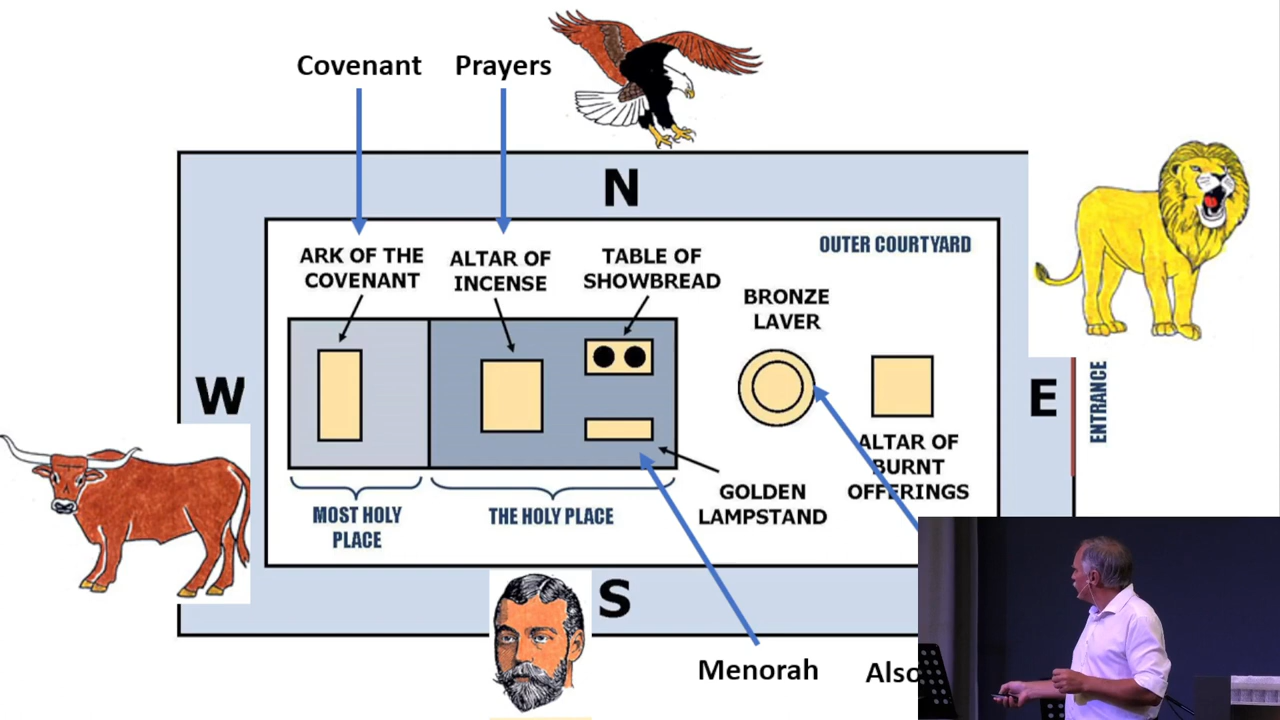 Covenant
Prayers
N
OUTER COURTYARD
ARK OF THE
COVENANT
ALTAR OF
INCENSE
TABLE OF
SHOWBREAD
BRONZE
LAVER
W
E
ENTRANCE
ALTAR OF
BURNT
OFFERINGS
GOLDEN
LAMPSTAND
MOST HOLY
PLACE
THE HOLY PLACE
S
Menorah
Also